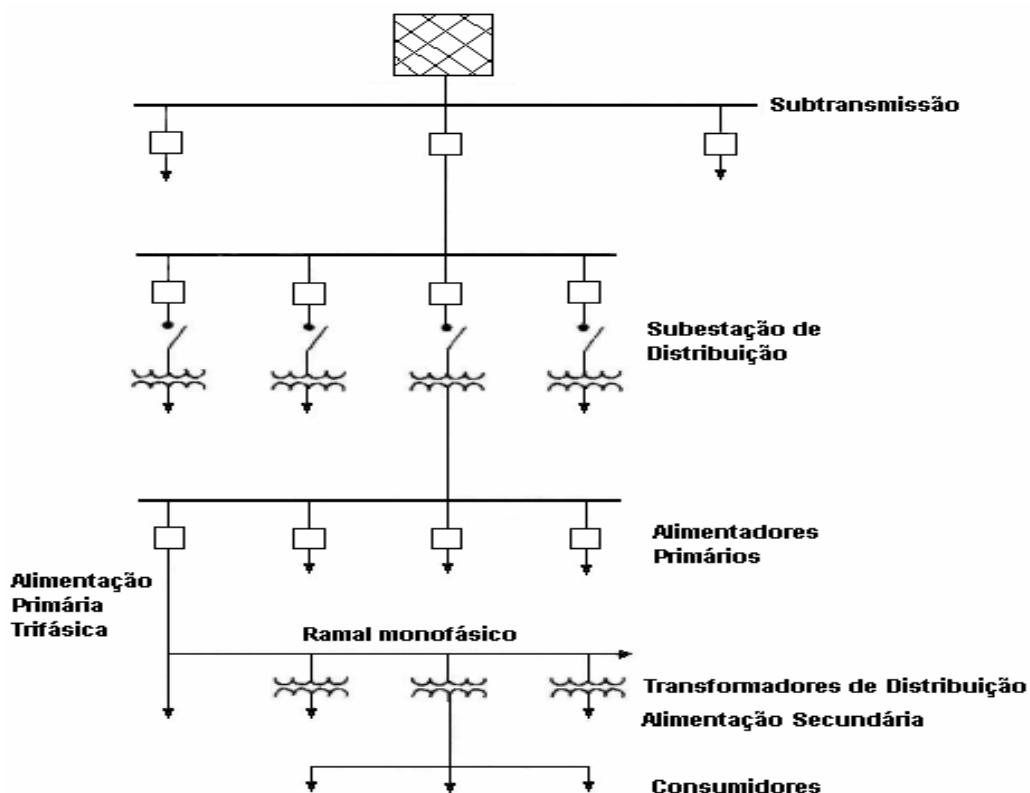 Subtransmissão
Subestação de
Distribuição
Alimentadores
Primários
Alimentação
Primária
Trifásica
Ramal monofásico
Transformadores de Distribuição
Alimentação Secundária
Consumidores